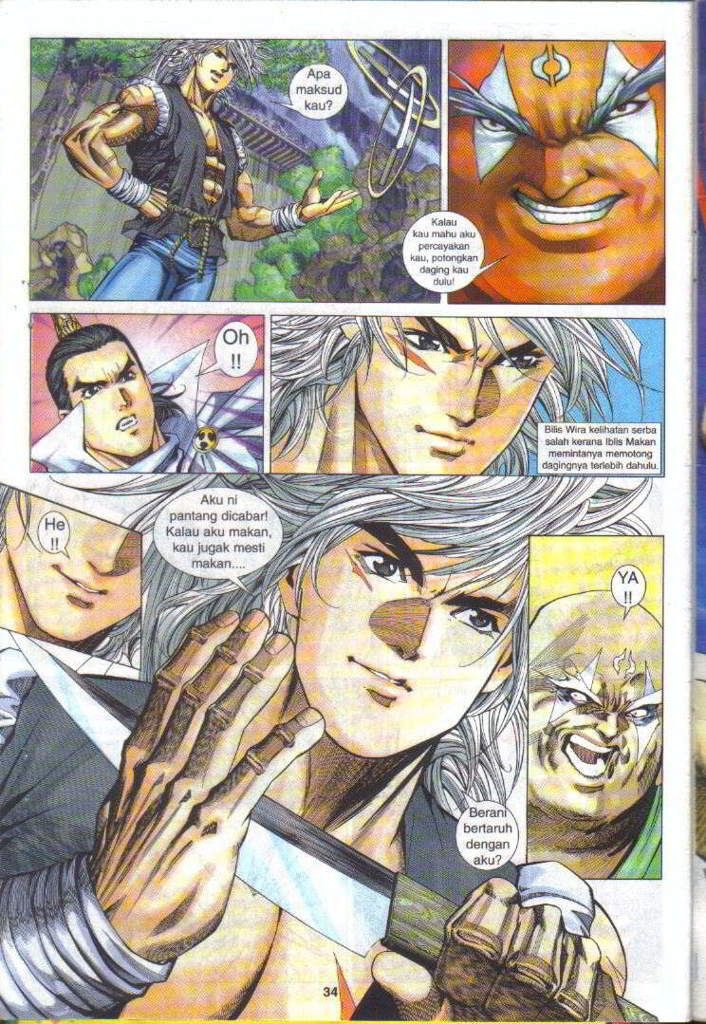 Apa
maksud
kau?
Kalau
kau mahu aku
percayakan
kau, potongkan
daging kau
dulu!
Oh
!!
Bilis Wira kelihatan serba
salah kerana Iblis Makan
memintanya memotong
dagingnya terlebih dahulu.
He
!!
Aku ni
pantang dicabar!
Kalau aku makan,
kau jugak mesti
makan....
YA
!!
Berani
bertaruh
dengan
aku?
34